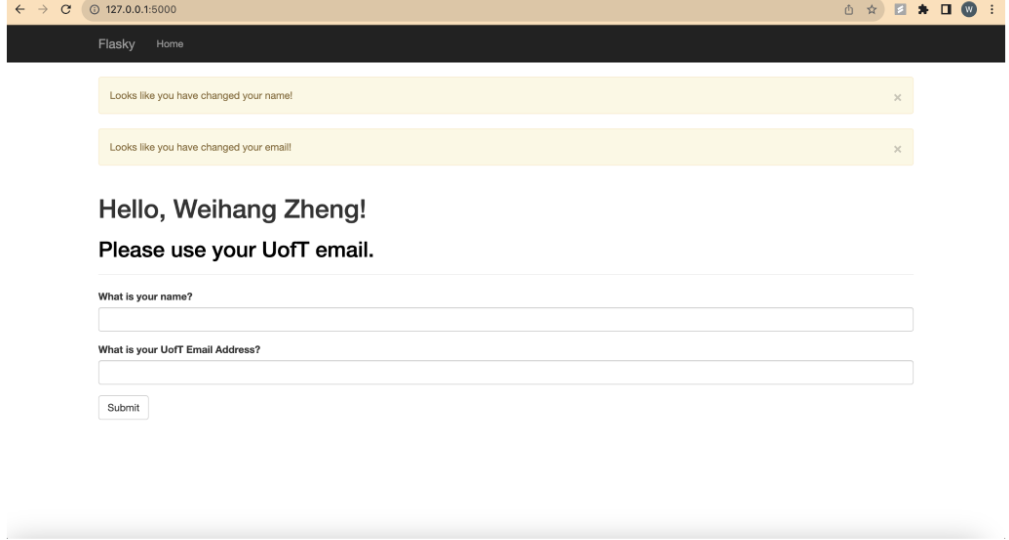 127.0.0.1:5000
W
Flasky Home
Looks like you have changed your name! ×
Looks like you have changed your email! ×
Hello, Weihang Zheng!
Please use your UofT email.
What is your name?
What is your UofT Email Address?
Submit